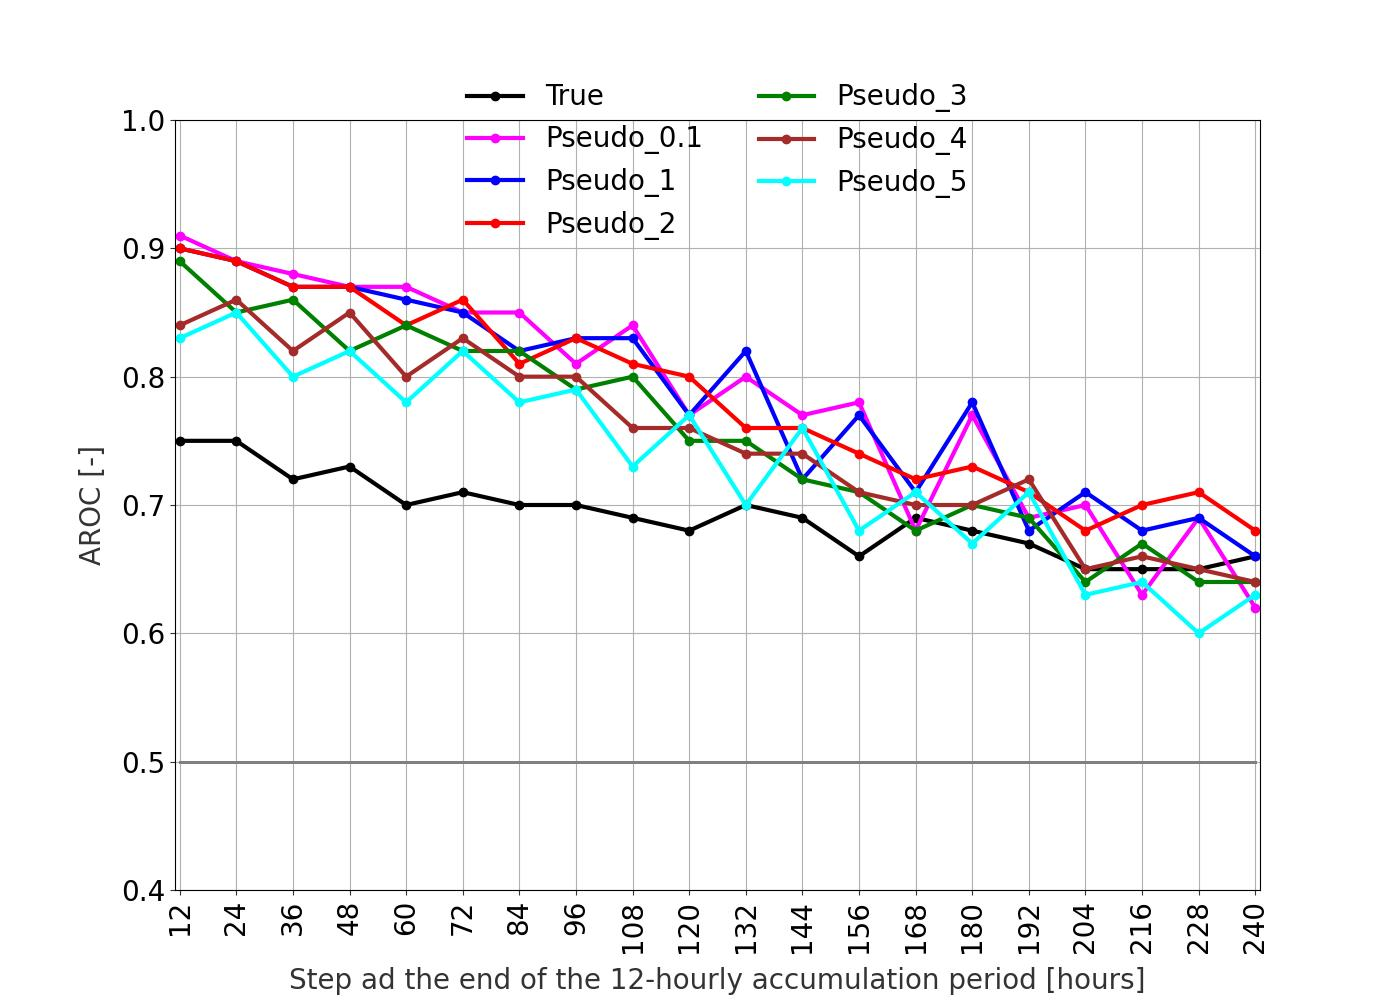 True
Pseudo_0.1
Pseudo_1
Pseudo_2
Pseudo_3
Pseudo_4
Pseudo_5
1.0
0.9
0.8
0.7
0.6
0.5
0.4
AROC [-]
12 24 36 48 60 72 84 96 108 120 132 144 156 168 180 192 204 216 228 240
Step ad the end of the 12-hourly accumulation period [hours]